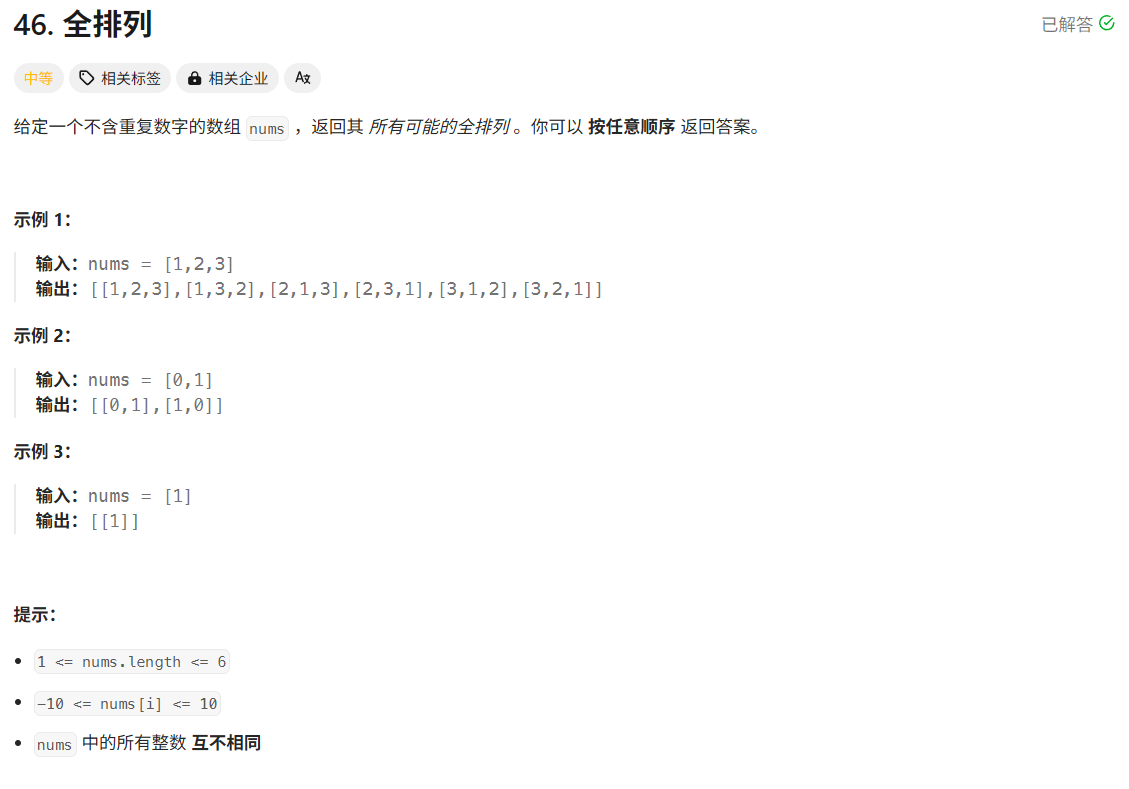 46. 全排列
已解答
中等 相关标签 相关企业
给定一个不含重复数字的数组 nums ，返回其 所有可能的全排列 。你可以 按任意顺序 返回答案。
示例 1：
输入：nums = [1,2,3]
输出：[[1,2,3],[1,3,2],[2,1,3],[2,3,1],[3,1,2],[3,2,1]]
示例 2：
输入：nums = [0,1]
输出：[[0,1],[1,0]]
示例 3：
输入：nums = [1]
输出：[[1]]
提示：
1 <= nums.length <= 6
-10 <= nums[i] <= 10
nums 中的所有整数 互不相同